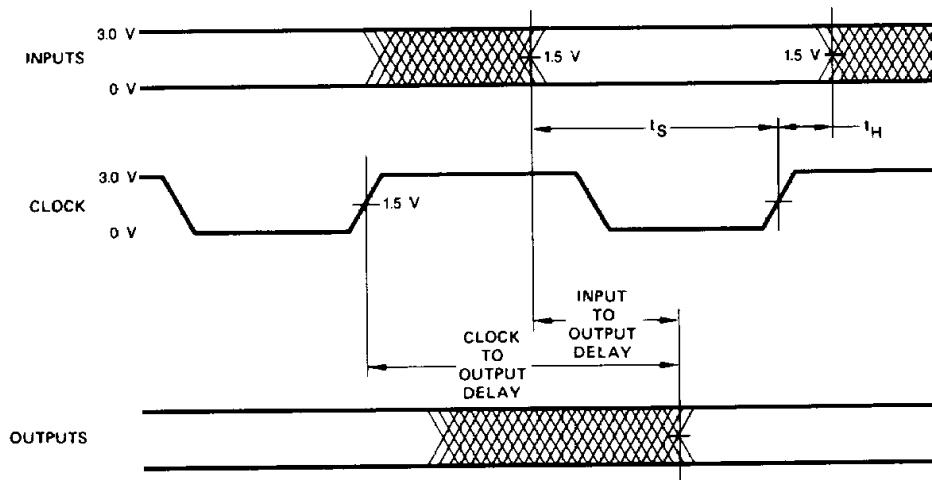 3.0 V
INPUTS
1.5 V
1.5 V
0 V
tS
tH
3.0 V
CLOCK
1.5 V
0 V
INPUT
TO
OUTPUT
DELAY
CLOCK
TO
OUTPUT
DELAY
OUTPUTS